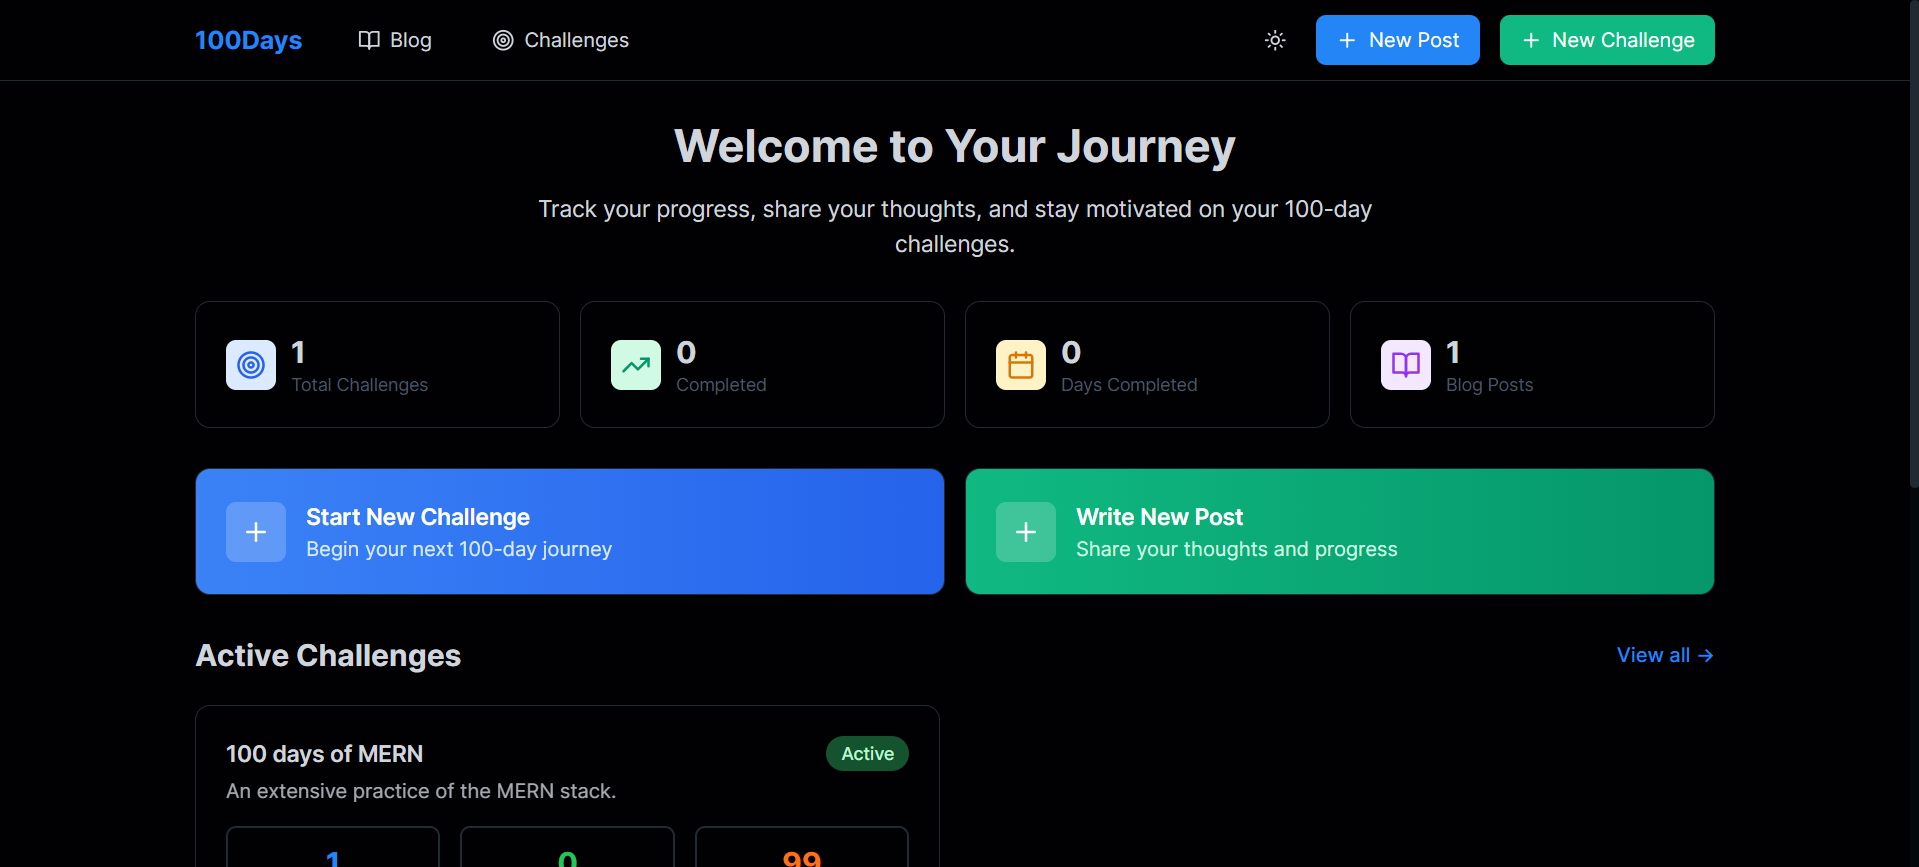 100Days
Blog
Challenges
New Post
New Challenge
Welcome to Your Journey
Track your progress, share your thoughts, and stay motivated on your 100-day
challenges.
1
Total Challenges
0
Completed
0
Days Completed
1
Blog Posts
Start New Challenge
Begin your next 100-day journey
Write New Post
Share your thoughts and progress
Active Challenges
View all →
100 days of MERN
Active
An extensive practice of the MERN stack.
1
0
99